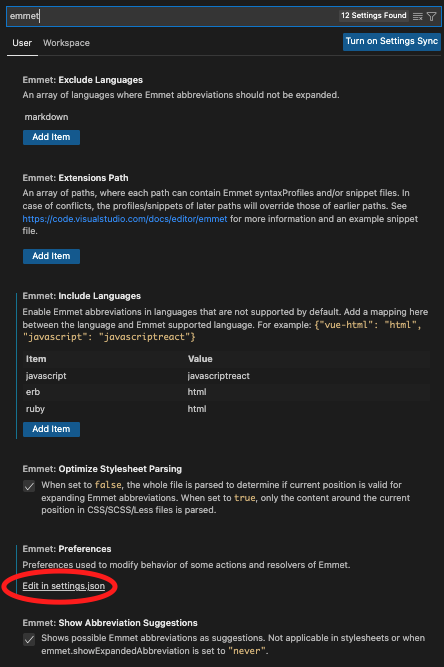 emmet
12 Settings Found
User Workspace
Turn on Settings Sync
Emmet: Exclude Languages
An array of languages where Emmet abbreviations should not be expanded.
markdown
Add Item
Emmet: Extensions Path
An array of paths, where each path can contain Emmet syntaxProfiles and/or snippet files. In
case of conflicts, the profiles/snippets of later paths will override those of earlier paths. See
https://code.visualstudio.com/docs/editor/emmet for more information and an example snippet
file.
Add Item
Emmet: Include Languages
Enable Emmet abbreviations in languages that are not supported by default. Add a mapping here
between the language and Emmet supported language. For example: {"vue-html": "html",
"javascript": "javascriptreact"}
Item Value
javascript javascriptreact
erb html
ruby html
Add Item
Emmet: Optimize Stylesheet Parsing
When set to false, the whole file is parsed to determine if current position is valid for
expanding Emmet abbreviations. When set to true, only the content around the current
position in CSS/SCSS/Less files is parsed.
Emmet: Preferences
Preferences used to modify behavior of some actions and resolvers of Emmet.
Edit in settings.json
Emmet: Show Abbreviation Suggestions
Shows possible Emmet abbreviations as suggestions. Not applicable in stylesheets or when
emmet.showExpandedAbbreviation is set to "never".